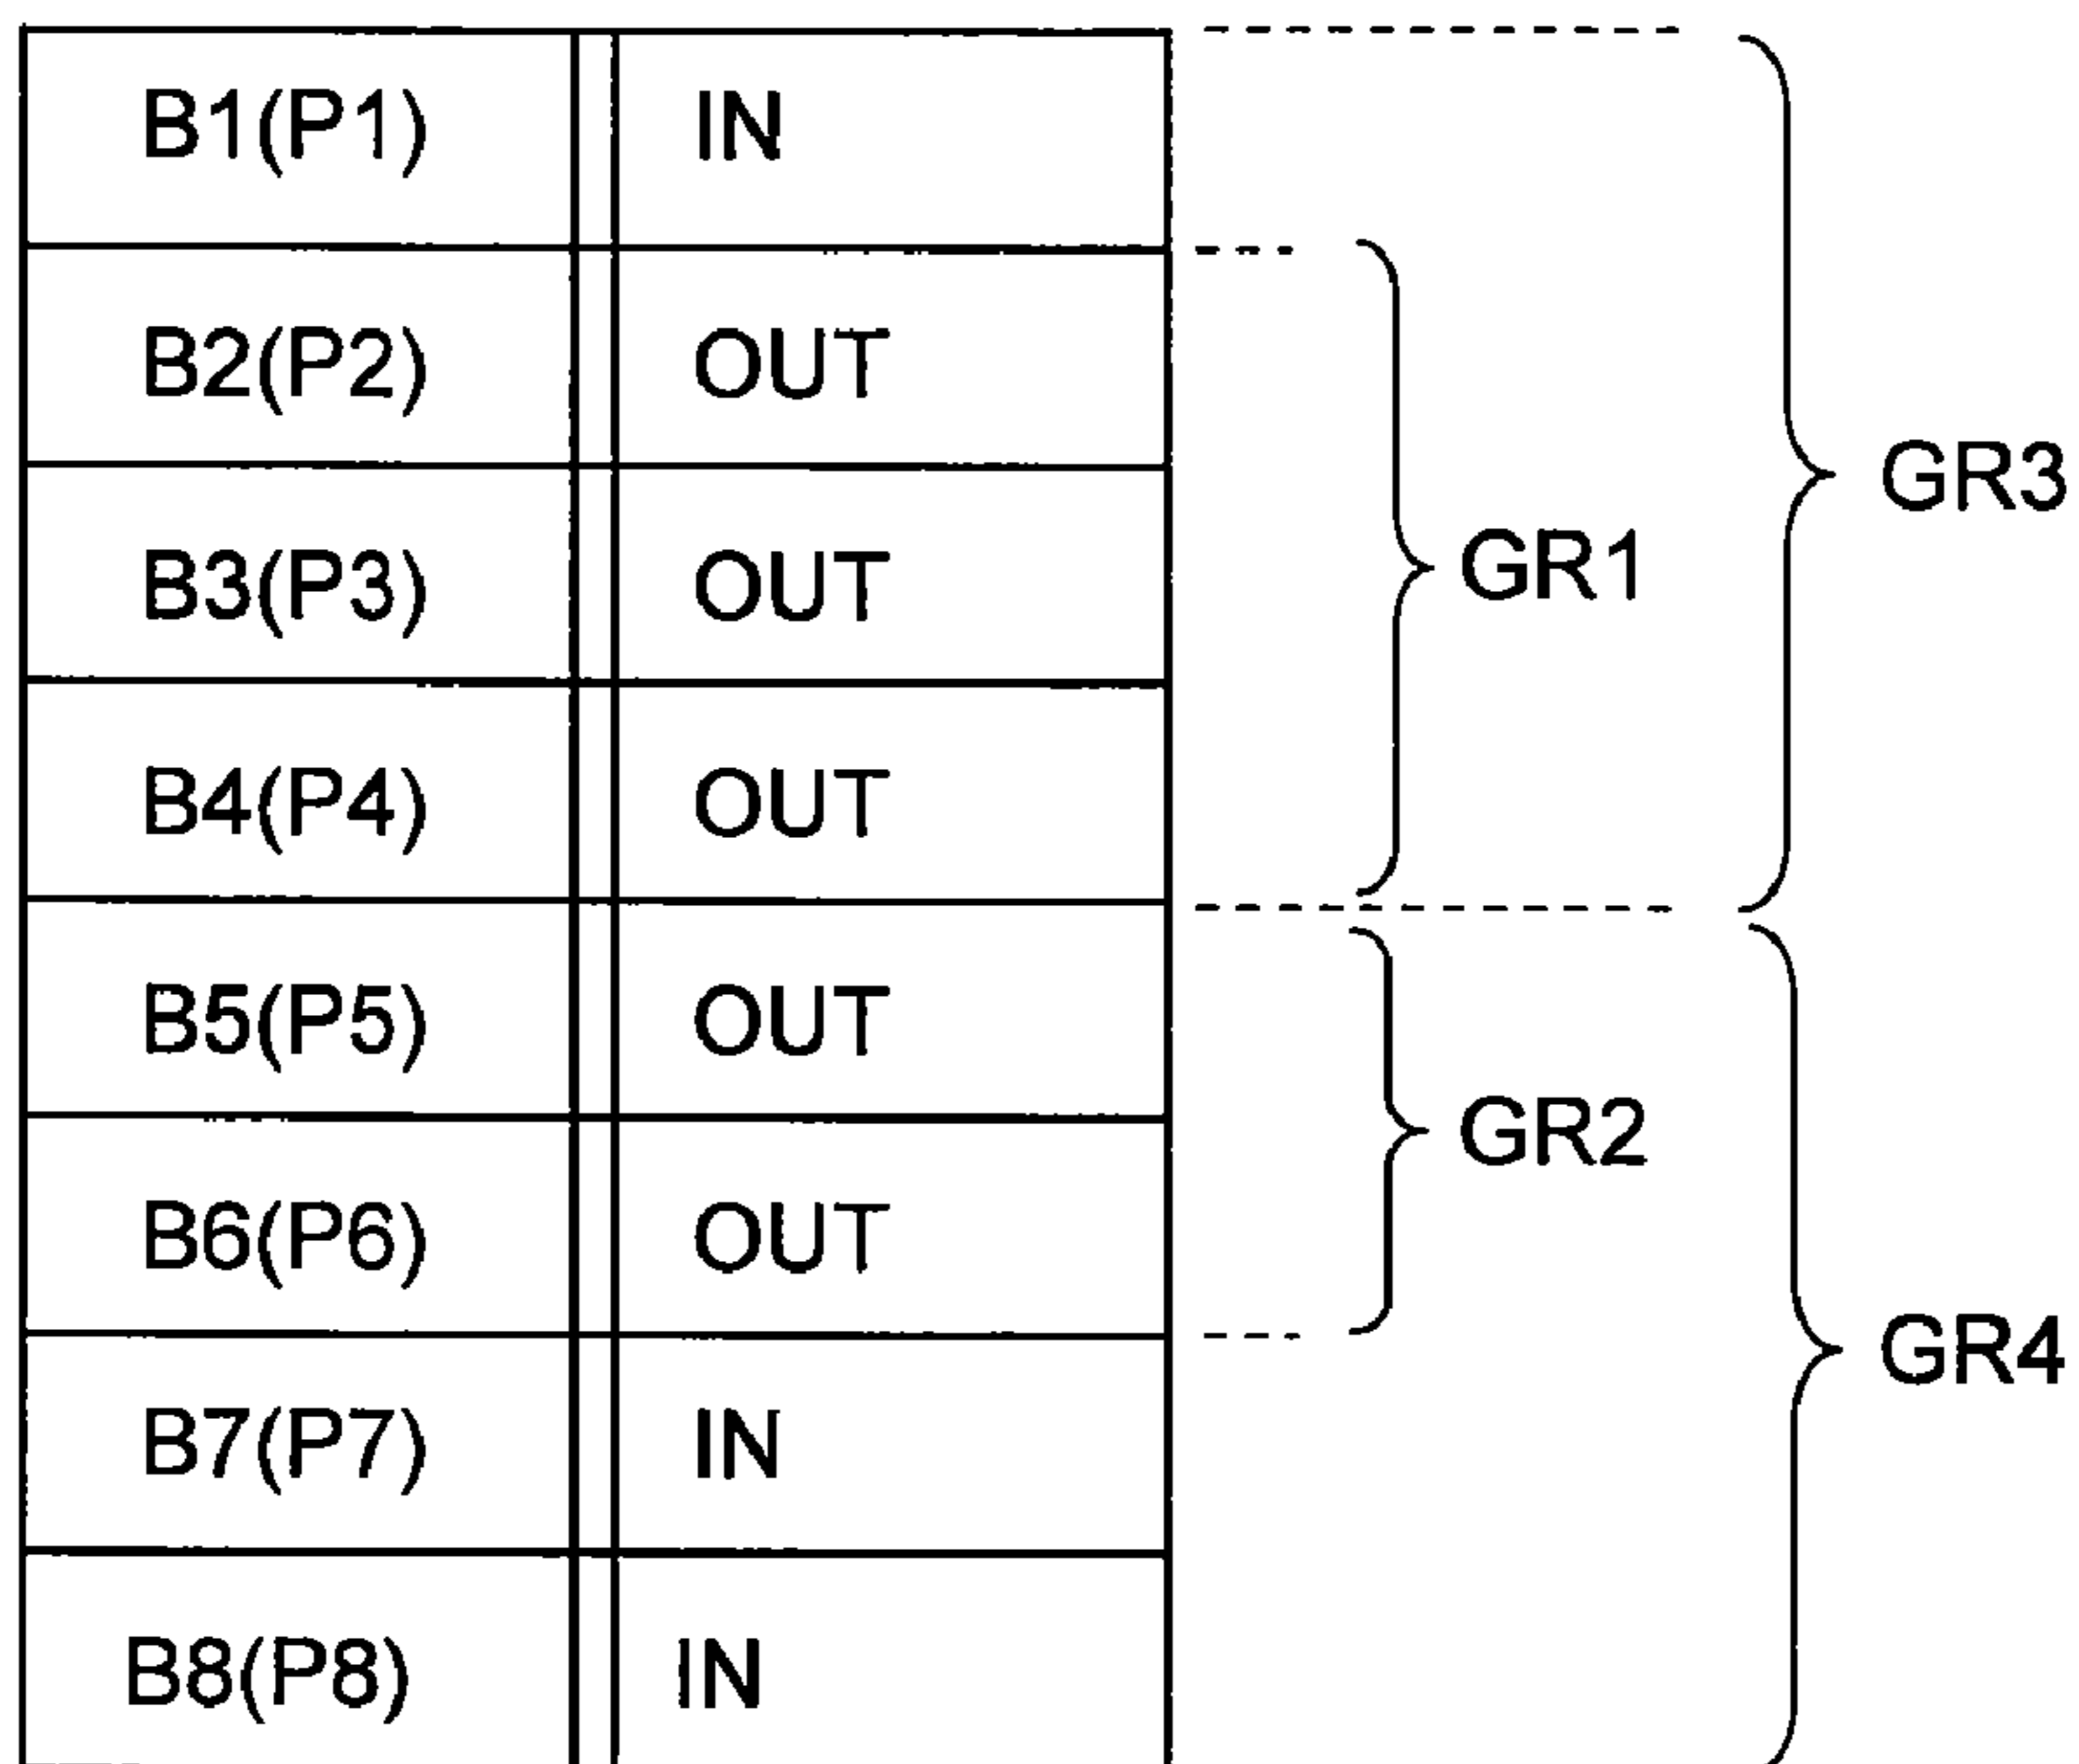 B1(P1) IN
B2(P2) OUT
GR3
B3(P3) OUT
GR1
B4(P4) OUT
B5(P5) OUT
GR2
B6(P6) OUT
GR4
B7(P7) IN
B8(P8) IN